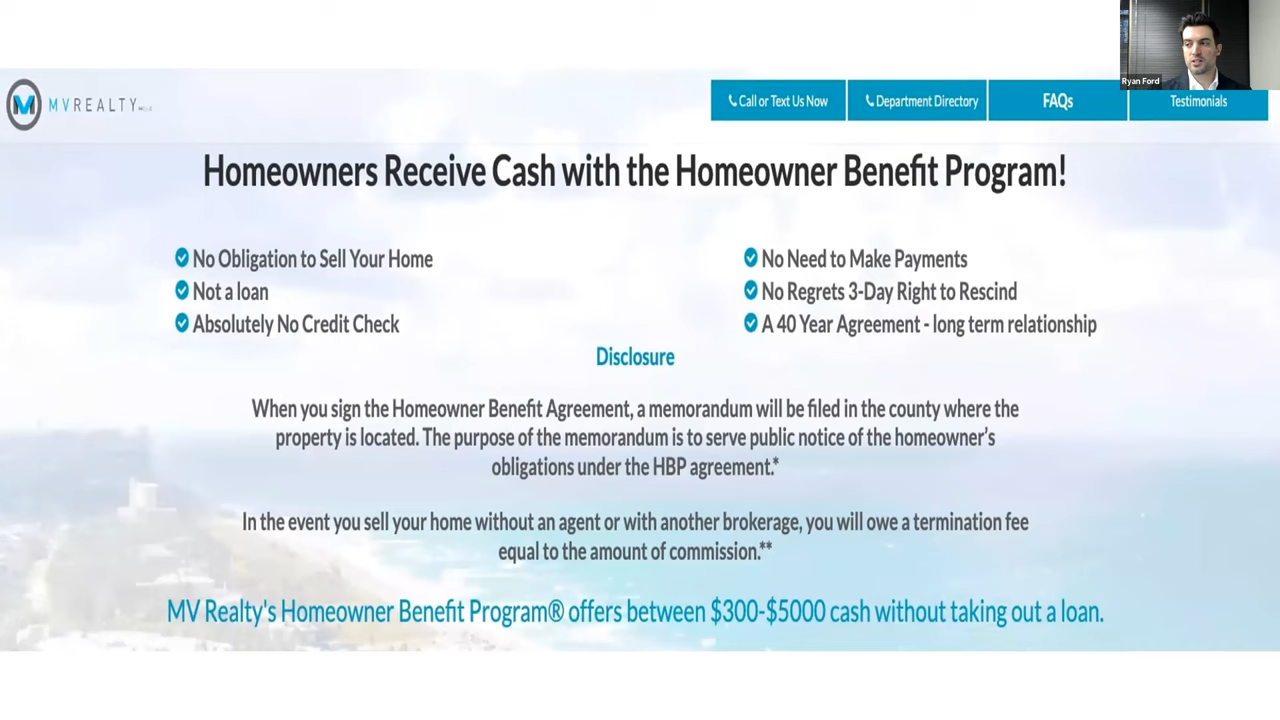 Ryan Ford
MVREALTY
Call or Text Us Now
Department Directory
FAQs
Testimonials
Homeowners Receive Cash with the Homeowner Benefit Program!
No Obligation to Sell Your Home
Not a loan
Absolutely No Credit Check
No Need to Make Payments
No Regrets 3-Day Right to Rescind
A 40 Year Agreement - long term relationship
Disclosure
When you sign the Homeowner Benefit Agreement, a memorandum will be filed in the county where the
property is located. The purpose of the memorandum is to serve public notice of the homeowner's
obligations under the HBP agreement.*
In the event you sell your home without an agent or with another brokerage, you will owe a termination fee
equal to the amount of commission.**
MV Realty's Homeowner Benefit Program® offers between $300-$5000 cash without taking out a loan.